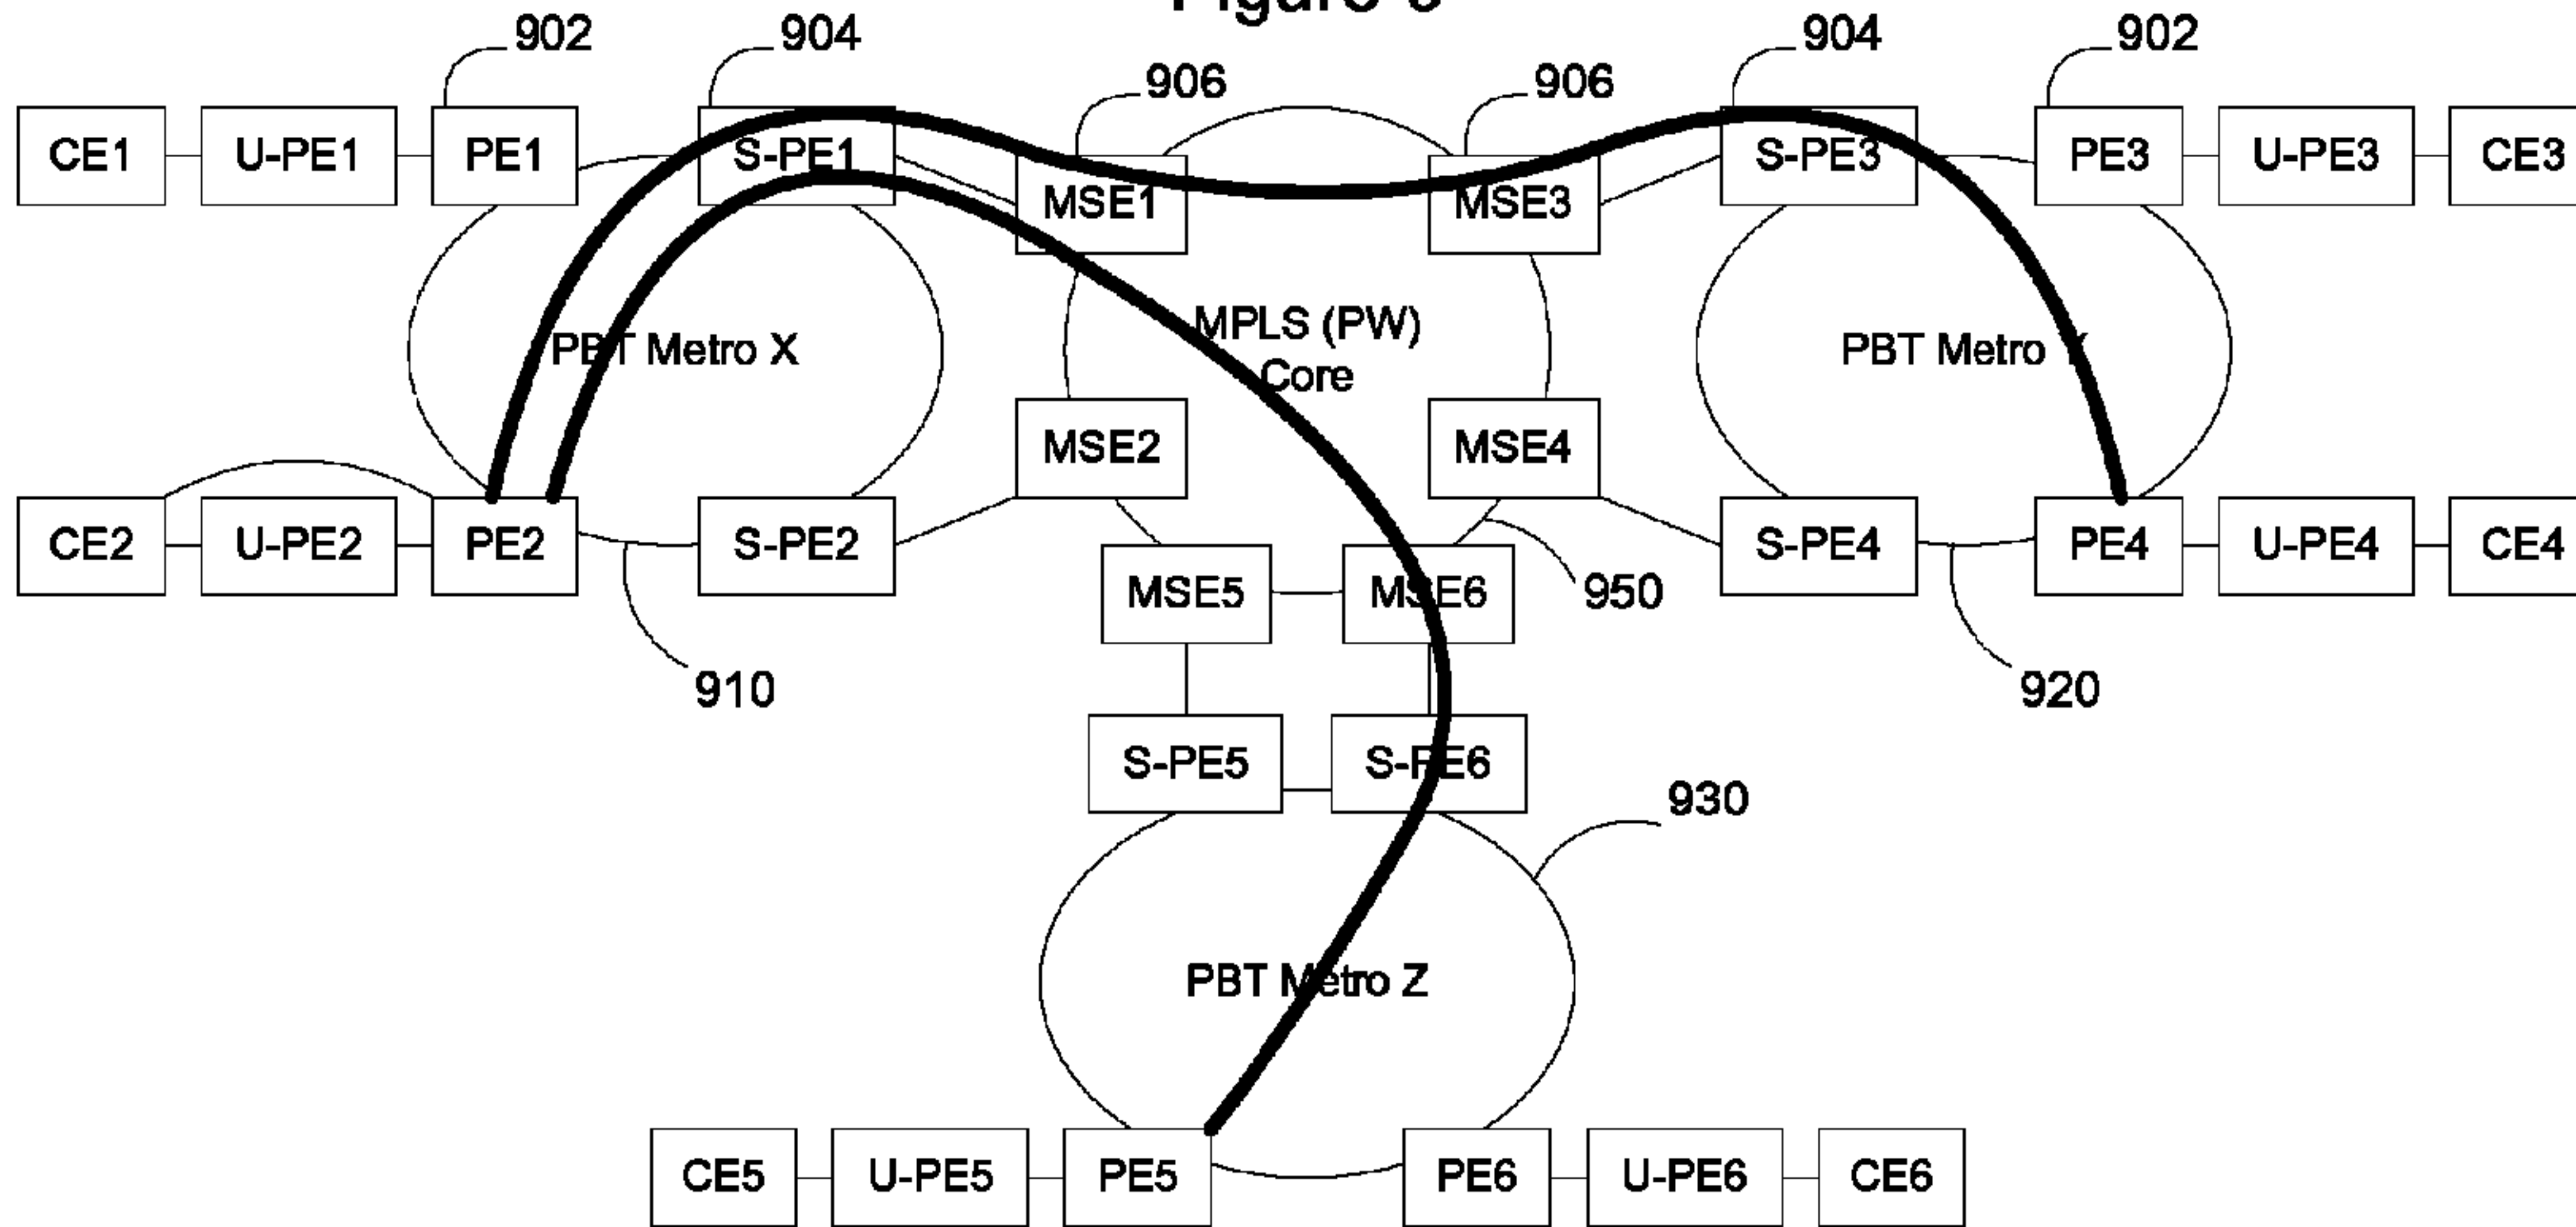 902
904
904
902
906
906
CE1
U-PE1
PE1
S-PE1
MSE1
MSE3
S-PE3
PE3
U-PE3
CE3
MPLS (PW)
Core
PBT Metro X
PBT Metro Y
MSE2
MSE4
CE2
U-PE2
PE2
S-PE2
MSE5
MSE6
950
S-PE4
PE4
U-PE4
CE4
910
920
S-PE5
S-PE6
930
PBT Metro Z
CE5
U-PE5
PE5
PE6
U-PE6
CE6